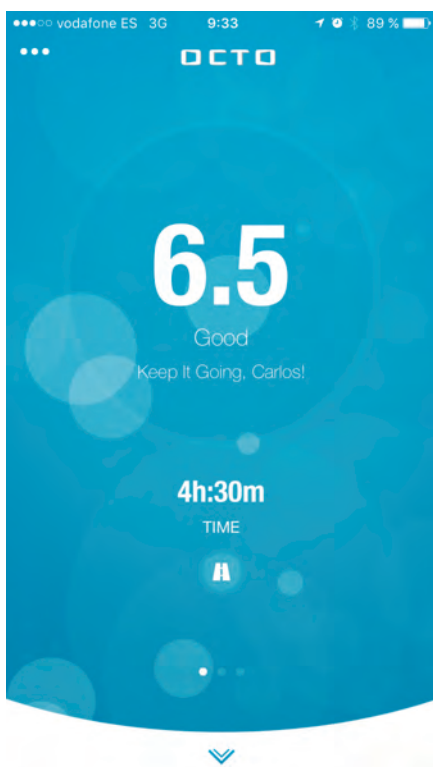 vodafone ES 3G 9:33 89 %
OCTO
6.5
Good
Keep It Going, Carlos!
4h:30m
TIME